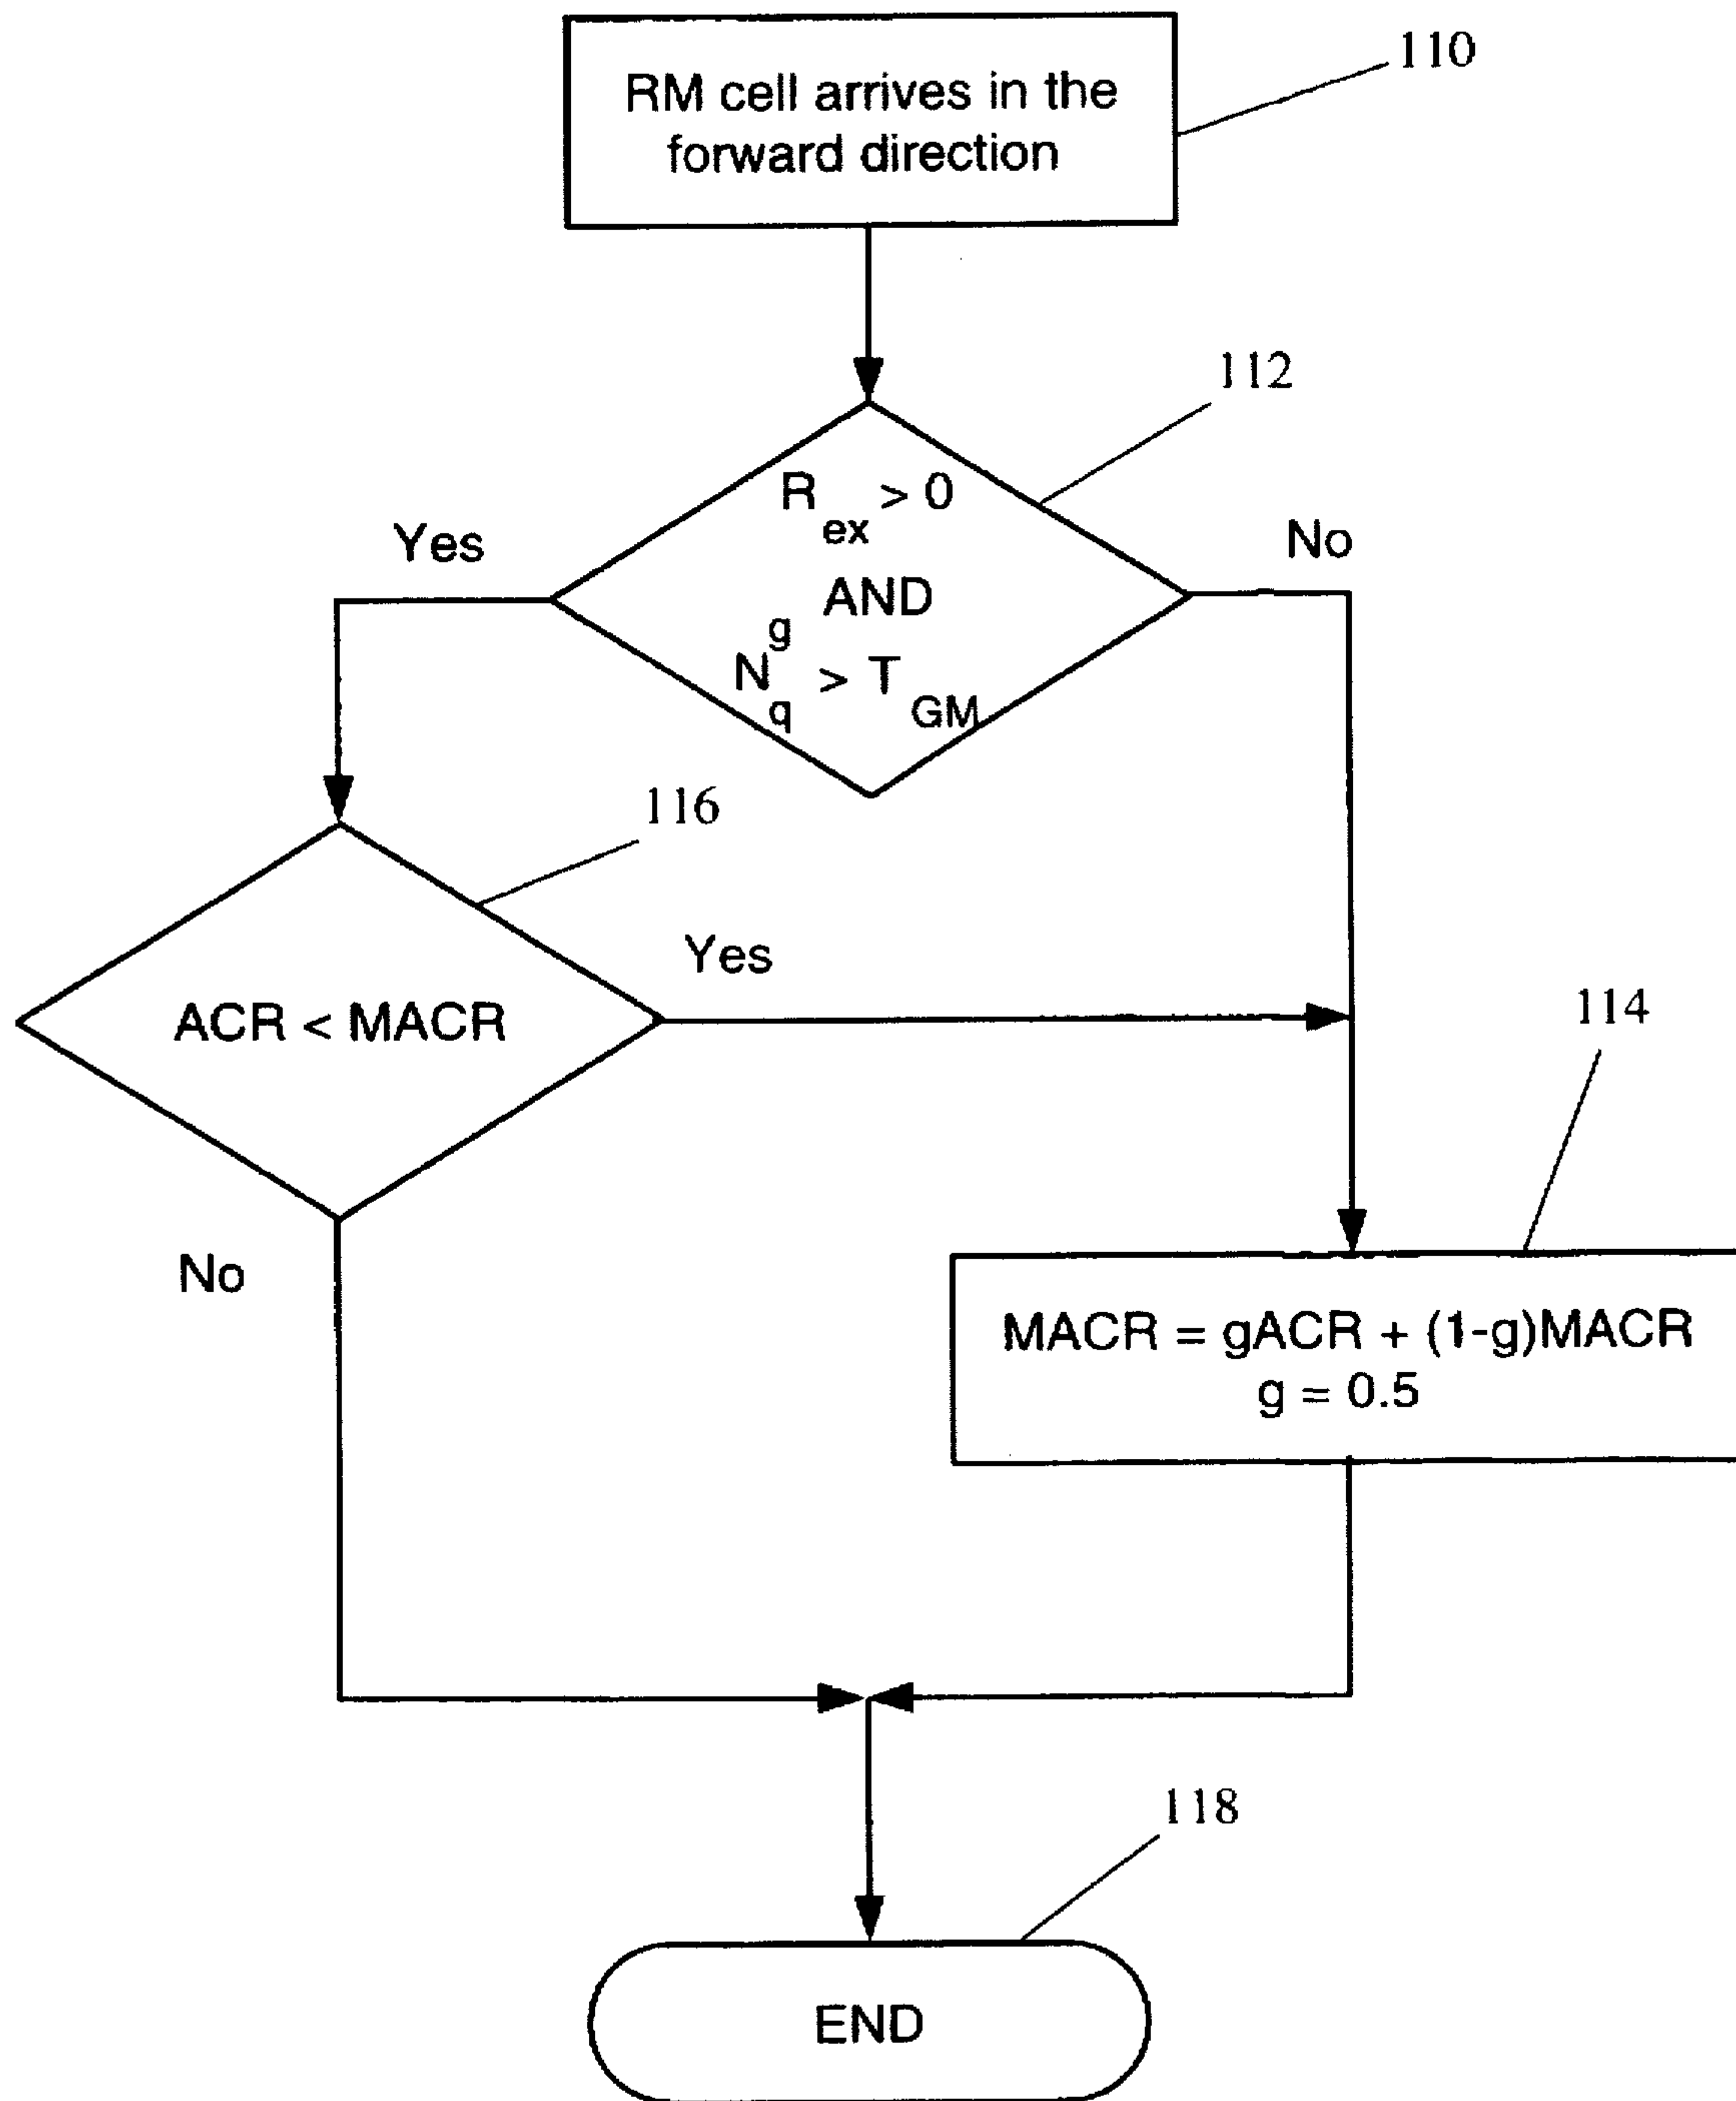 RM cell arrives in the
forward direction
110
112
R ex > 0
AND
N g q > T GM
Yes
No
116
ACR < MACR
Yes
No
114
MACR = gACR + (1-g)MACR
g = 0.5
118
END